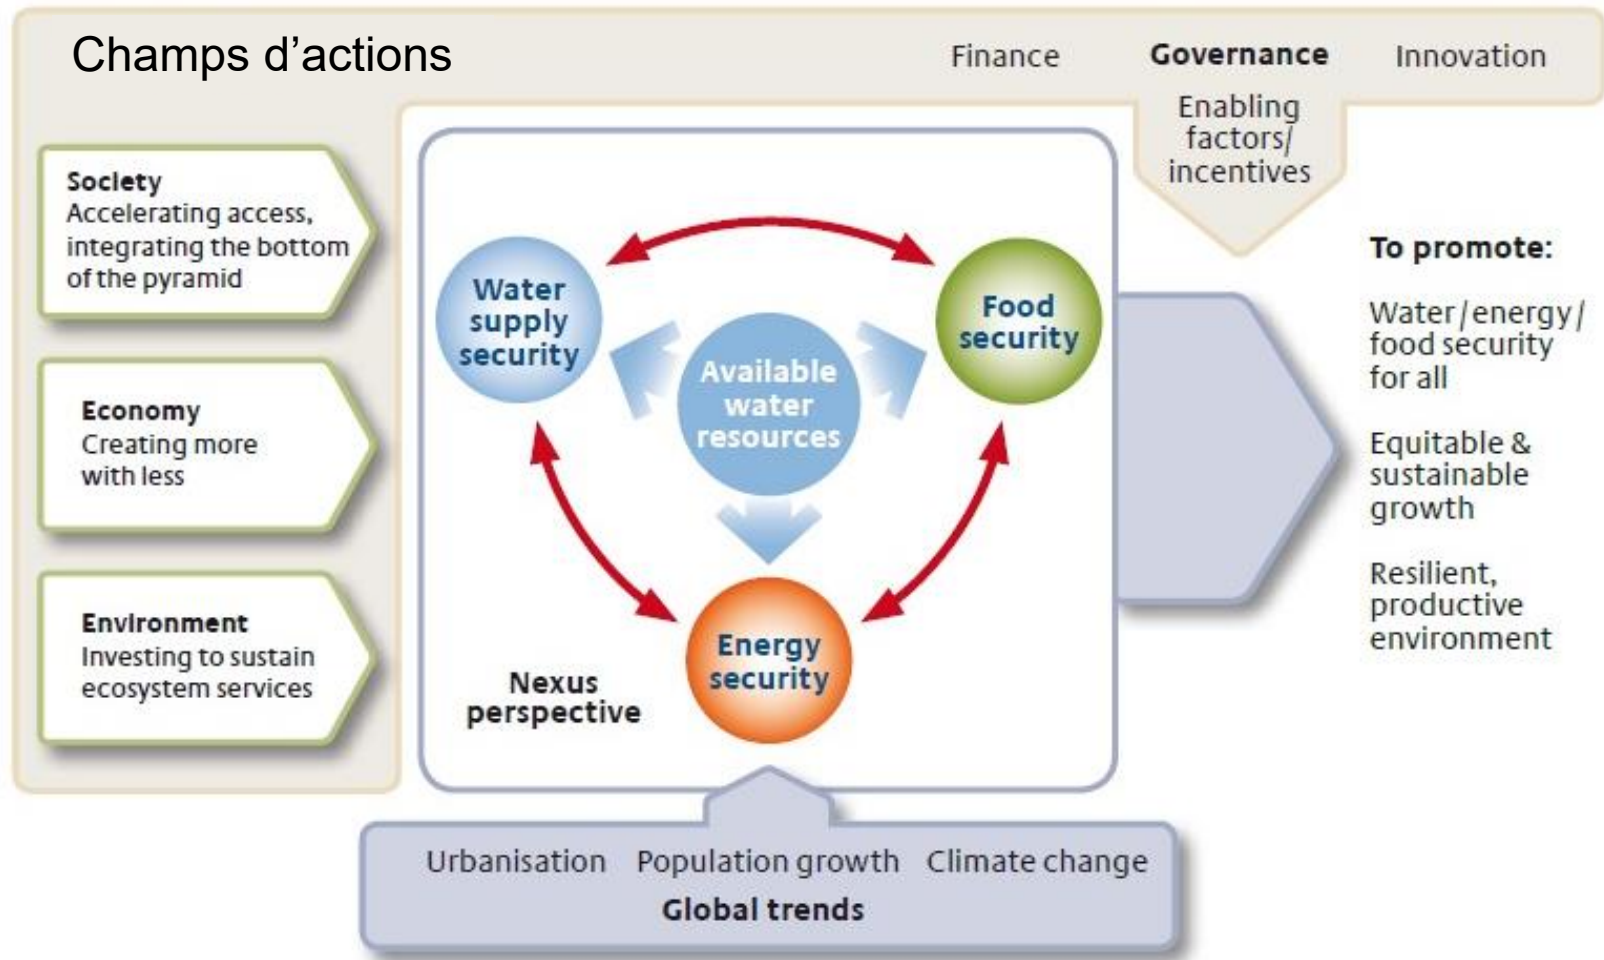 Champs d’actions
Finance
Governance
Innovation
Enabling
factors/
incentives
Society
Accelerating access,
integrating the bottom
of the pyramid
Economy
Creating more
with less
Environment
Investing to sustain
ecosystem services
Water
supply
security
Food
security
Available
water
resources
Energy
security
Nexus
perspective
To promote:
Water / energy /
food security
for all
Equitable &
sustainable
growth
Resilient,
productive
environment
Urbanisation
Population growth
Climate change
Global trends